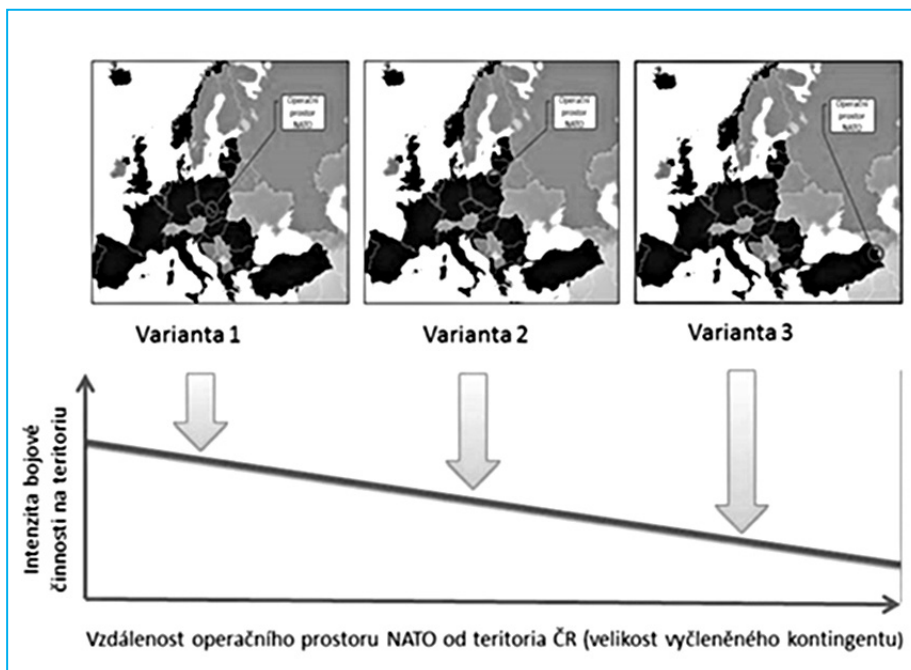 Operační
prostor
NATO
Operační
prostor
NATO
Operační
prostor
NATO
Varianta 1
Varianta 2
Varianta 3
Intenzita bojové
činnosti na teritoriu
Vzdálenost operačního prostoru NATO od teritoria ČR (velikost vyčleněného kontingentu)